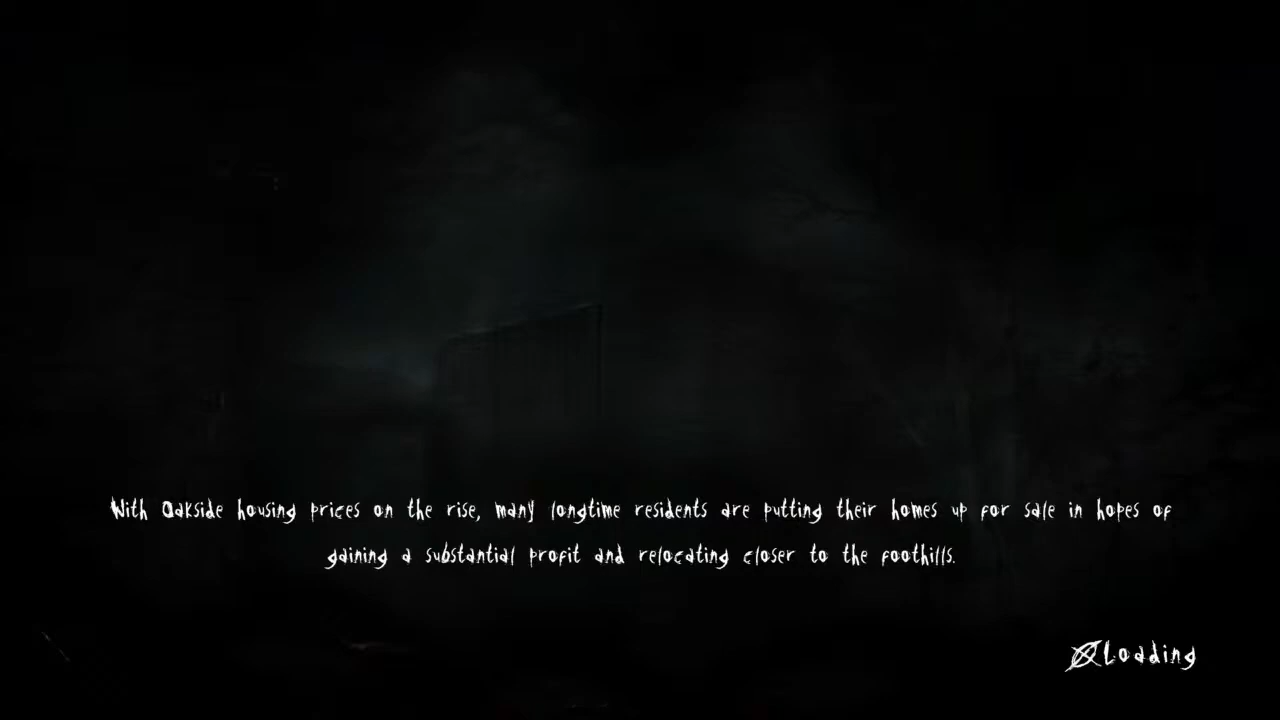 With Oakside housing prices on the rise, many longtime residents are putting their homes up for sale in hopes of
gaining a substantial profit and relocating closer to the foothills.
Loading